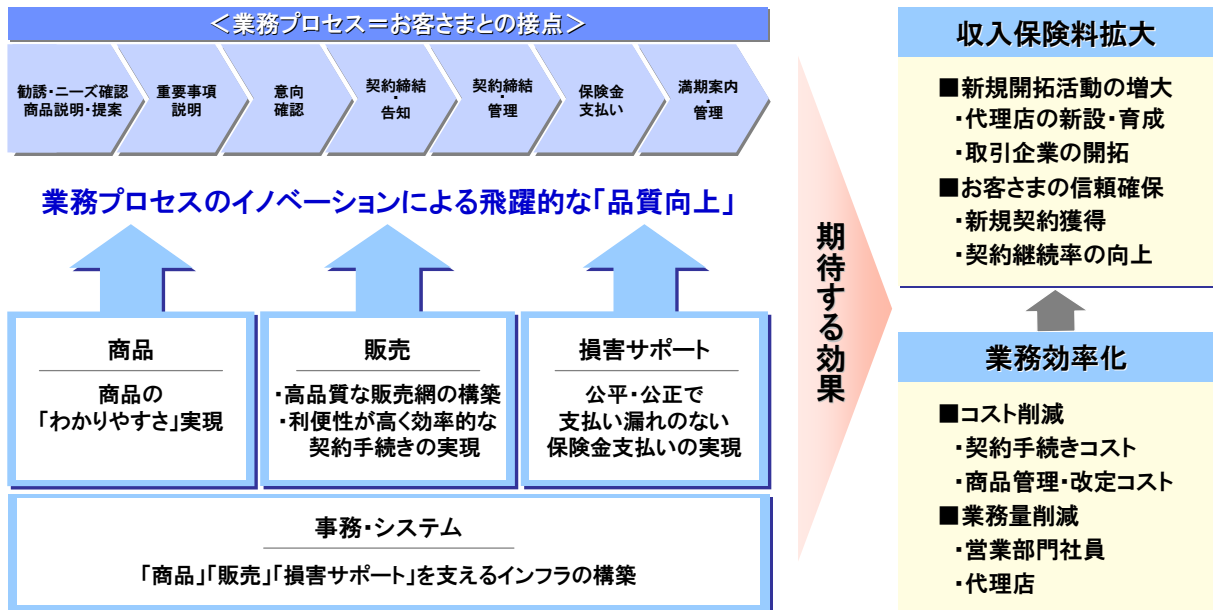 ＜業務プロセス＝お客さまとの接点＞
勧誘・ニーズ確認
商品説明・提案
重要事項
説明
意向
確認
契約締結
・
告知
契約締結
・
管理
保険金
支払い
満期案内
・
管理
業務プロセスのイノベーションによる飛躍的な「品質向上」
商品
商品の
「わかりやすさ」実現
販売
・高品質な販売網の構築
・利便性が高く効率的な
契約手続きの実現
損害サポート
公平・公正で
支払い漏れのない
保険金支払いの実現
事務・システム
「商品」「販売」「損害サポート」を支えるインフラの構築
期待する効果
収入保険料拡大
■新規開拓活動の増大
・代理店の新設・育成
・取引企業の開拓
■お客さまの信頼確保
・新規契約獲得
・契約継続率の向上
業務効率化
■コスト削減
・契約手続きコスト
・商品管理・改定コスト
■業務量削減
・営業部門社員
・代理店